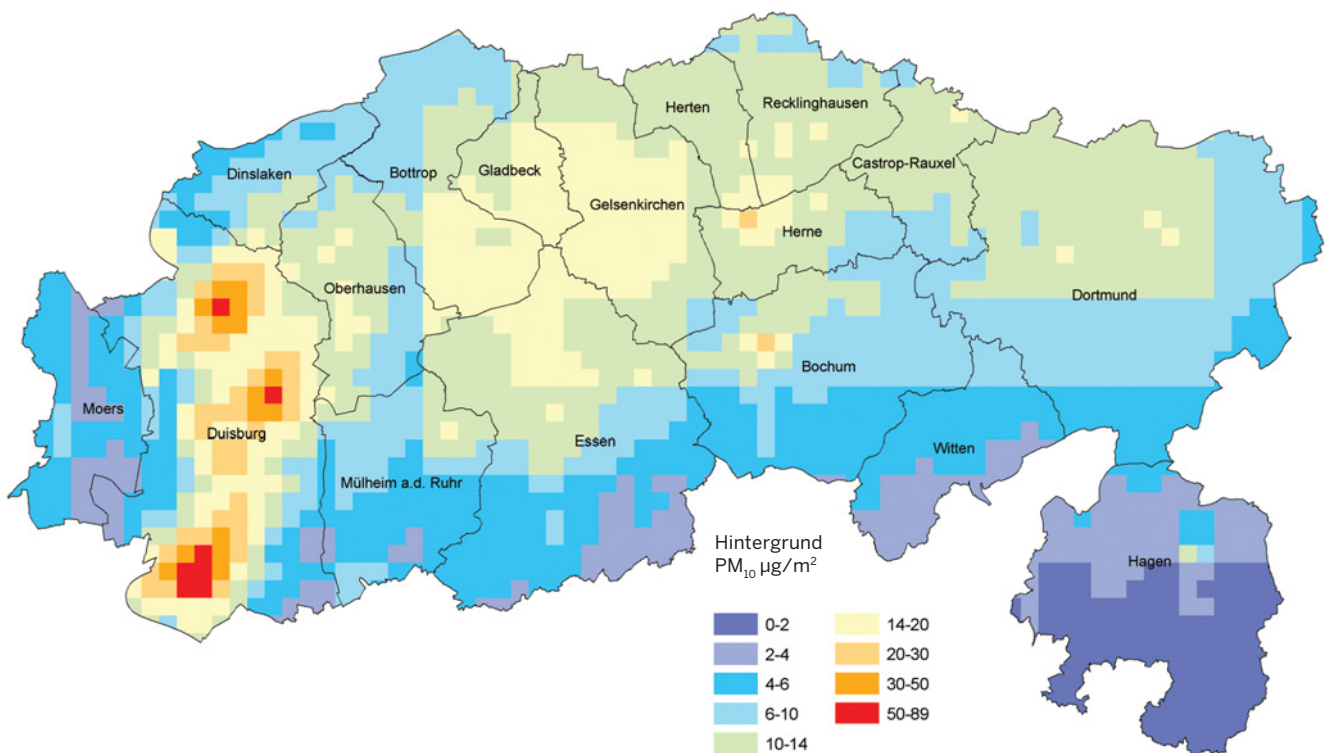 Herten
Recklinghausen
Castrop-Rauxel
Dinslaken
Bottrop
Gladbeck
Gelsenkirchen
Herne
Oberhausen
Dortmund
Bochum
Moers
Duisburg
Essen
Witten
Mülheim a.d. Ruhr
Hagen
Hintergrund
PM₁₀ µg/m²
0-2
2-4
4-6
6-10
10-14
14-20
20-30
30-50
50-89